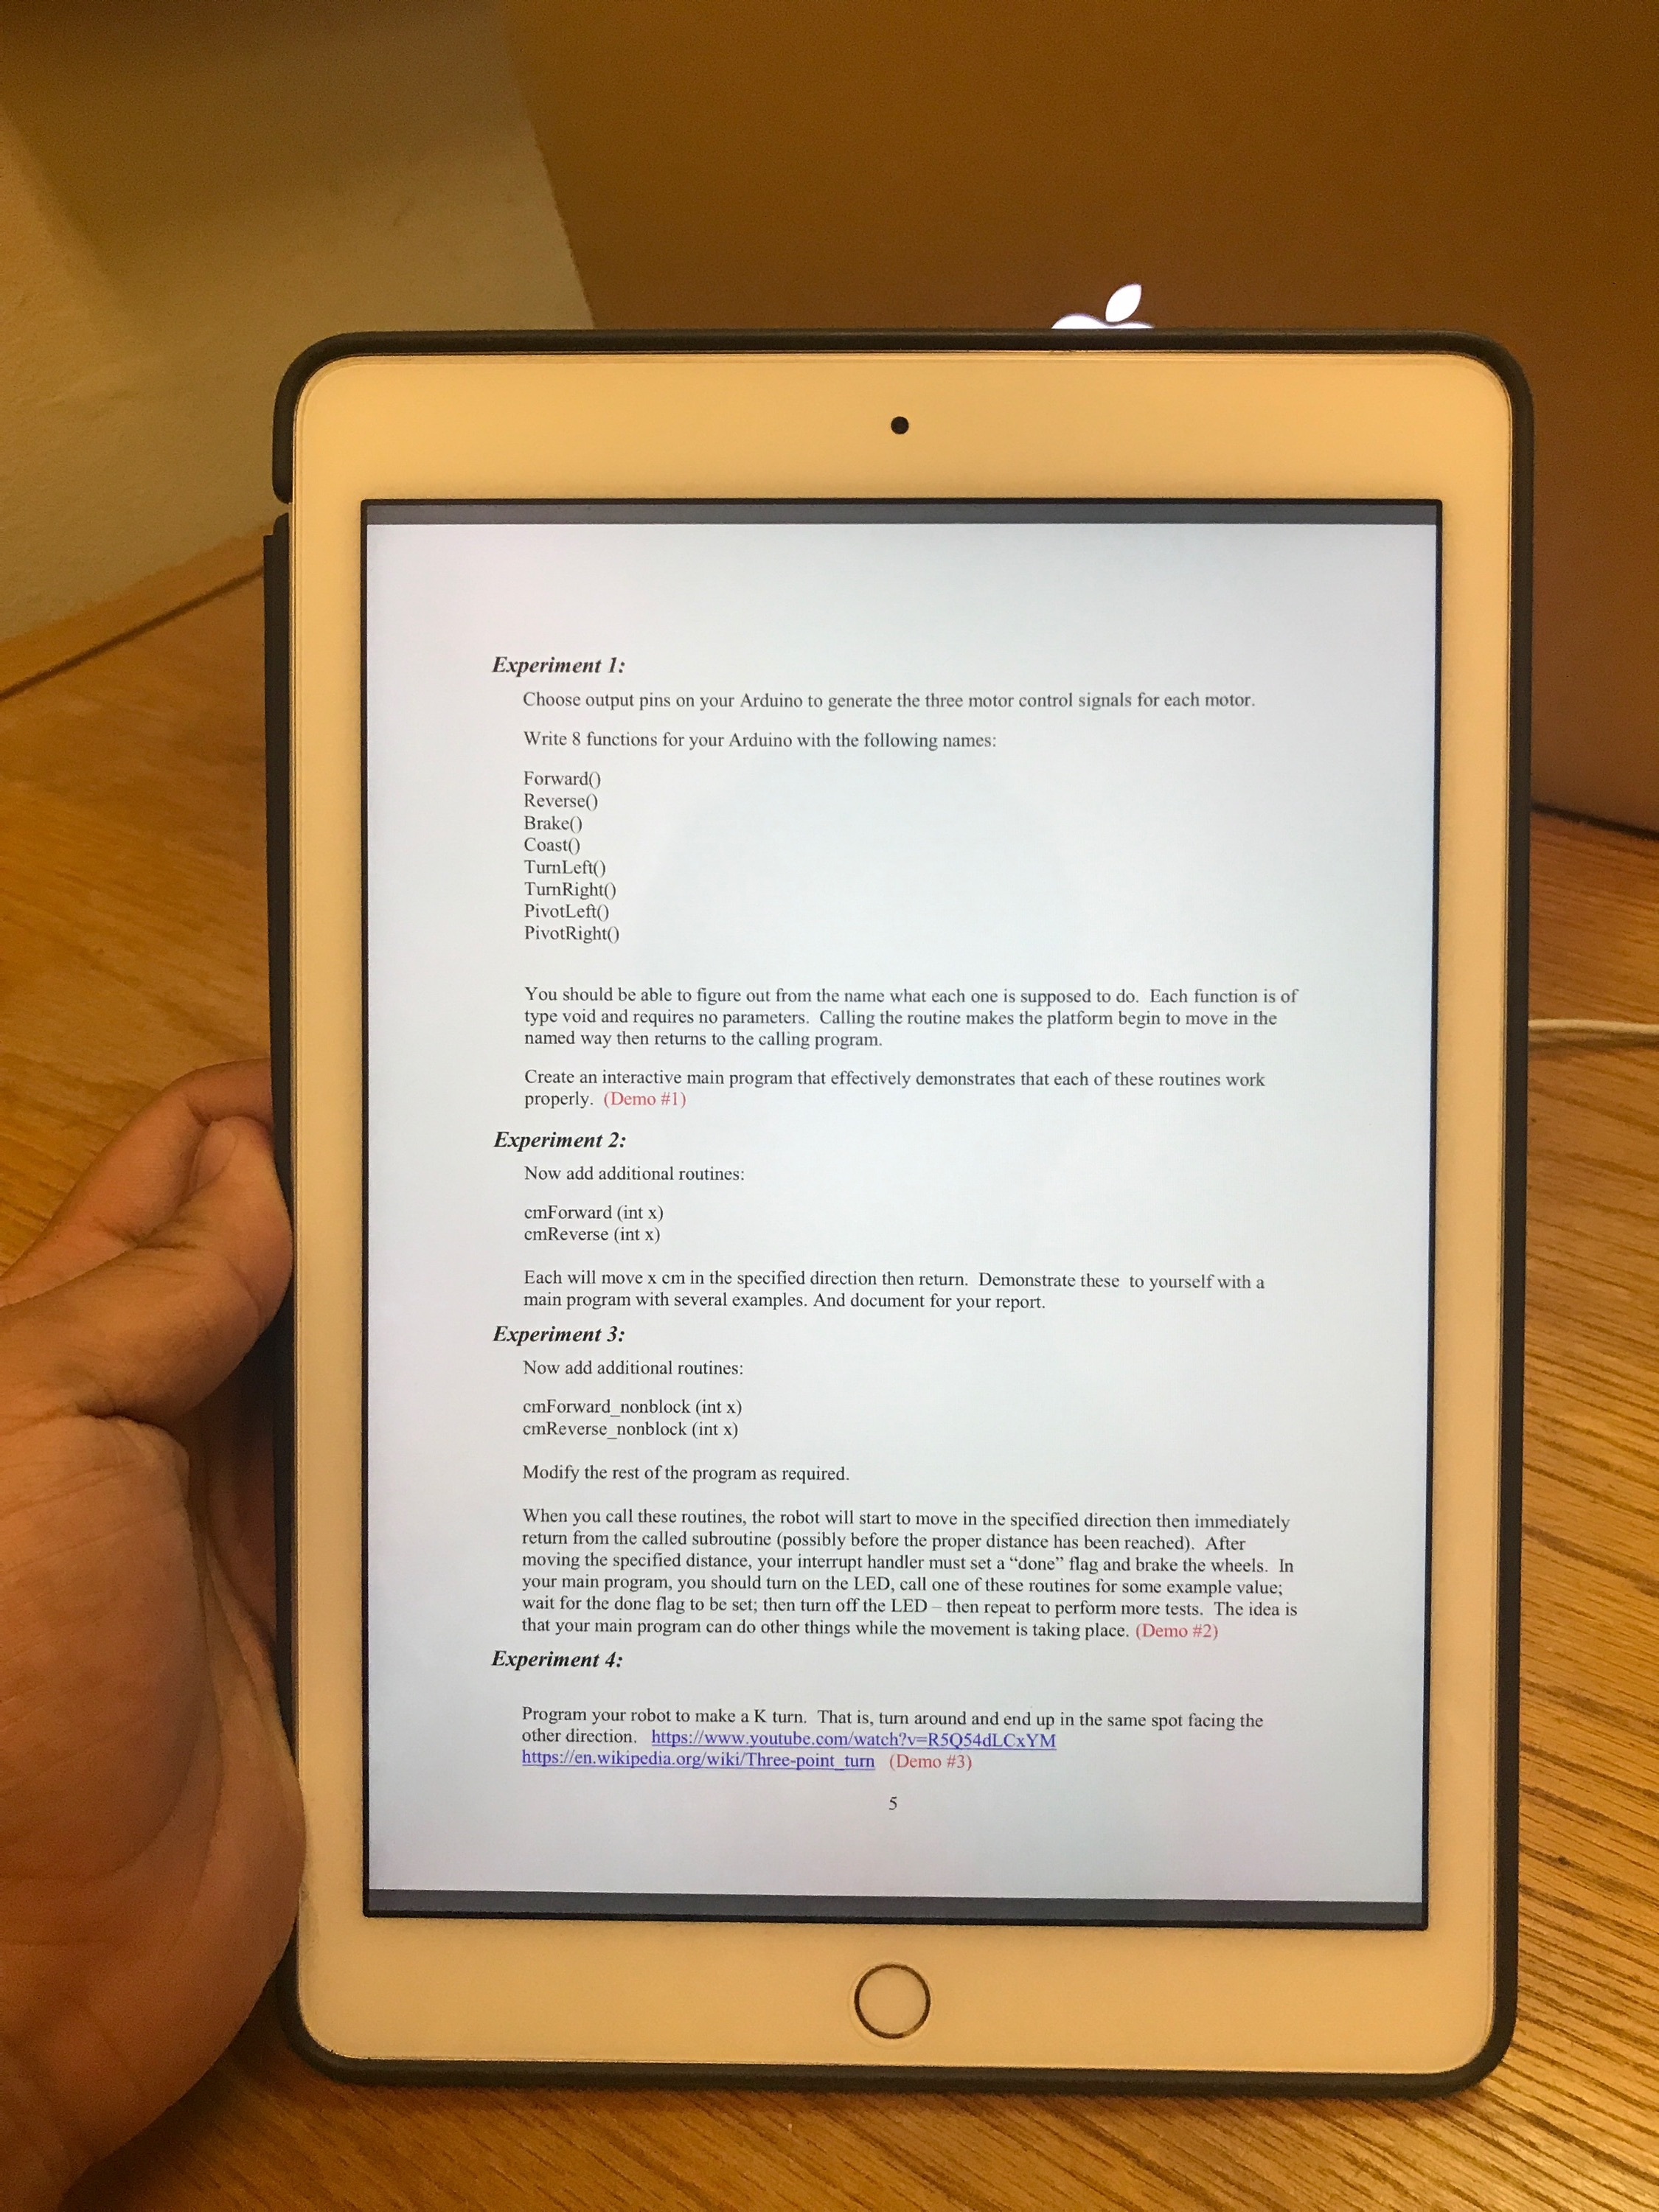 Experiment 1:
Choose output pins on your Arduino to generate the three motor control signals for each motor.
Write 8 functions for your Arduino with the following names:
Forward()
Reverse()
Brake()
Coast()
TurnLeft()
TurnRight()
PivotLeft()
PivotRight()
You should be able to figure out from the name what each one is supposed to do.  Each function is of
type void and requires no parameters.  Calling the routine makes the platform begin to move in the
named way then returns to the calling program.
Create an interactive main program that effectively demonstrates that each of these routines work
properly.  (Demo #1)
Experiment 2:
Now add additional routines:
cmForward (int x)
cmReverse (int x)
Each will move x cm in the specified direction then return.  Demonstrate these  to yourself with a
main program with several examples. And document for your report.
Experiment 3:
Now add additional routines:
cmForward_nonblock (int x)
cmReverse_nonblock (int x)
Modify the rest of the program as required.
When you call these routines, the robot will start to move in the specified direction then immediately
return from the called subroutine (possibly before the proper distance has been reached).  After
moving the specified distance, your interrupt handler must set a “done” flag and brake the wheels.  In
your main program, you should turn on the LED, call one of these routines for some example value;
wait for the done flag to be set; then turn off the LED – then repeat to perform more tests.  The idea is
that your main program can do other things while the movement is taking place. (Demo #2)
Experiment 4:
Program your robot to make a K turn.  That is, turn around and end up in the same spot facing the
other direction.   https://www.youtube.com/watch?v=R5Q54dLCxYM
https://en.wikipedia.org/wiki/Three-point_turn   (Demo #3)
5